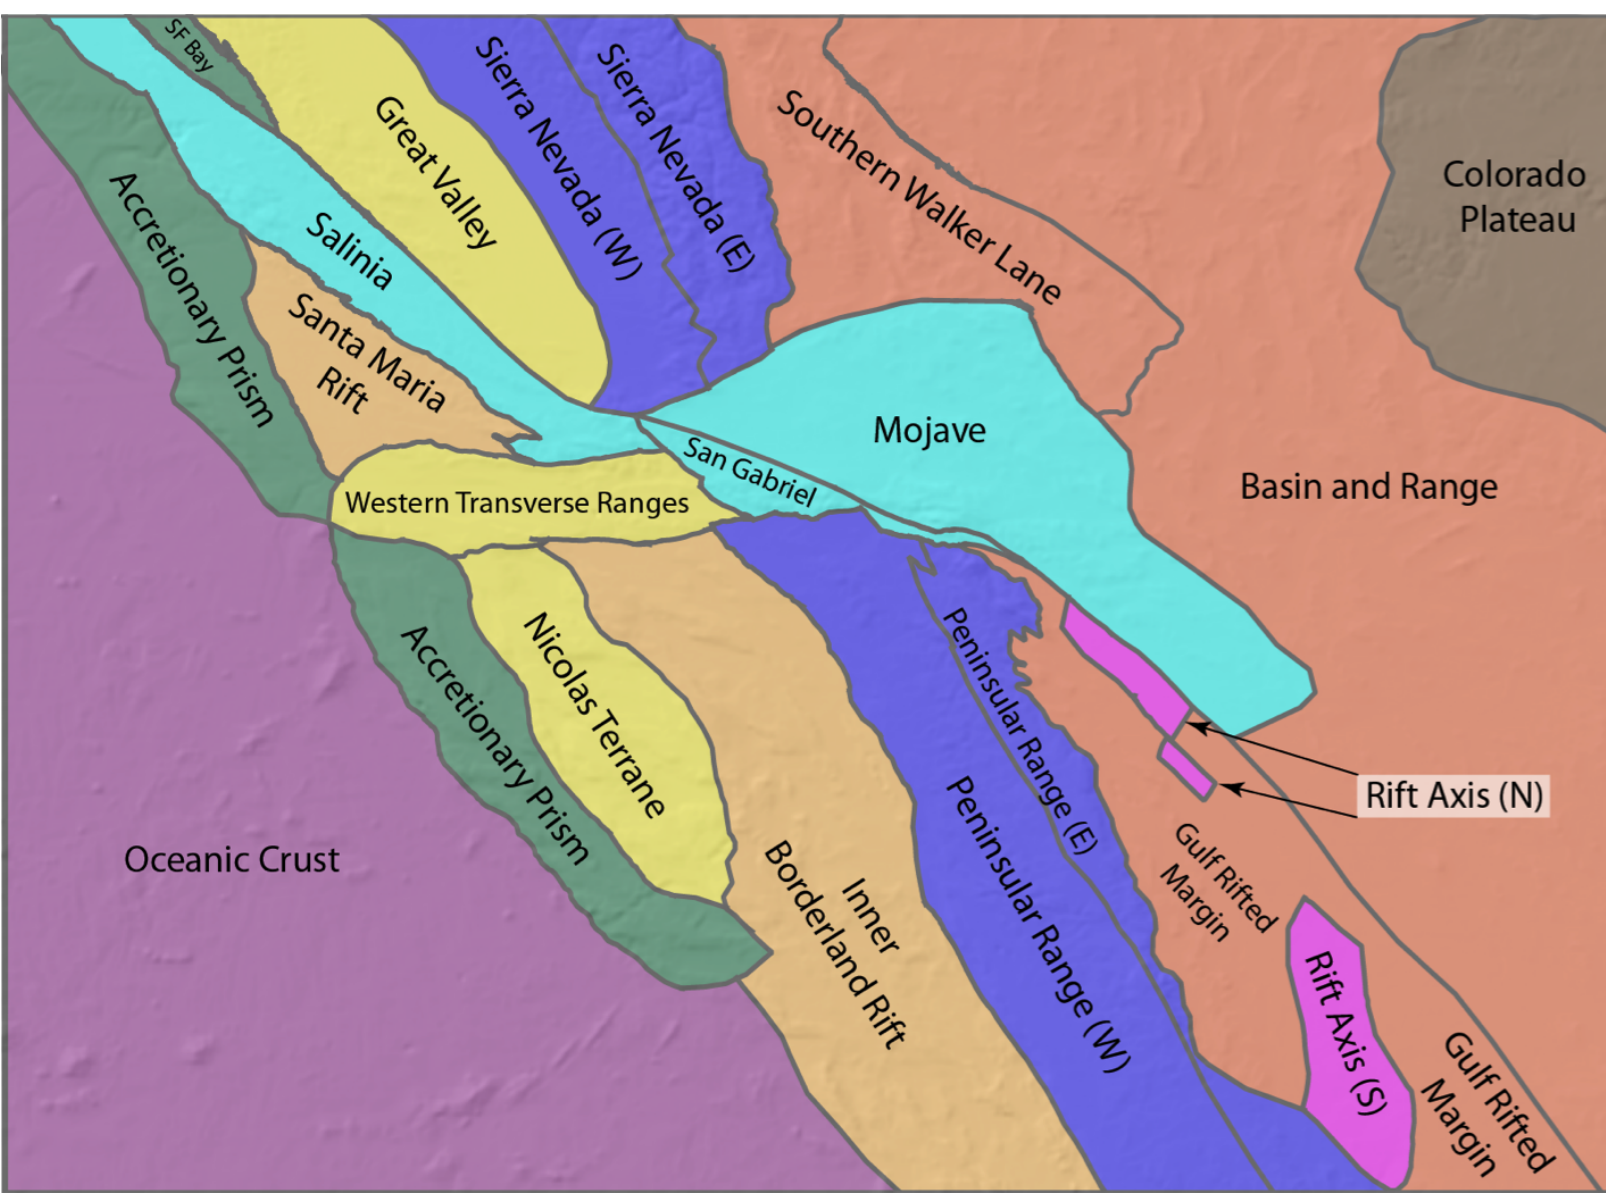 SF Bay
Sierra Nevada (W)
Sierra Nevada (E)
Great Valley
Southern Walker Lane
Colorado
Plateau
Accretionary Prism
Salinia
Santa Maria
Rift
Mojave
San Gabriel
Basin and Range
Western Transverse Ranges
Nicolas Terrane
Accretionary Prism
Peninsular Range (E)
Peninsular Range (W)
Rift Axis (N)
Oceanic Crust
Inner
Borderland Rift
Gulf Rifted
Margin
Rift Axis (S)
Gulf Rifted
Margin